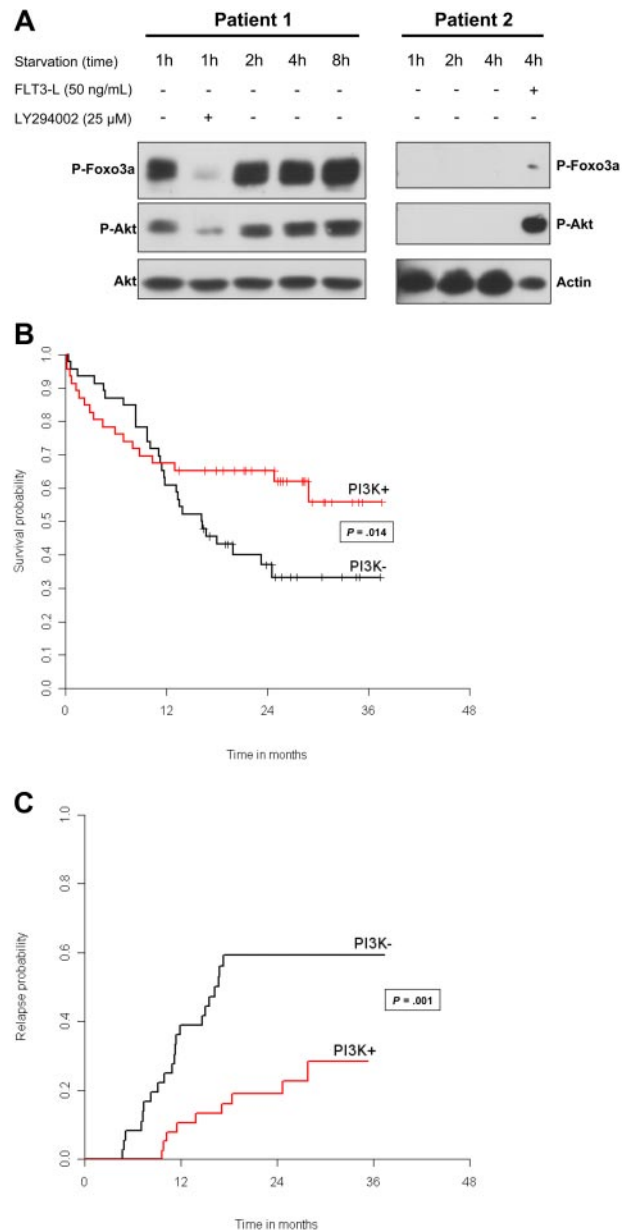 A
Patient 1 Patient 2
Starvation (time) 1h 1h 2h 4h 8h 1h 2h 4h 4h
FLT3-L (50 ng/mL) - - - - - - - - +
LY294002 (25 µM) - + - - - - - - -
P-Foxo3a P-Foxo3a
P-Akt P-Akt
Akt Actin
B
1.0
0.9
0.8
0.7
0.6
0.5
0.4
0.3
0.2
0.1
0.0
Survival probability
PI3K+
P = .014
PI3K-
0 12 24 36 48
Time in months
C
1.0
0.8
0.6
0.4
0.2
0.0
Relapse probability
PI3K-
P = .001
PI3K+
0 12 24 36 48
Time in months